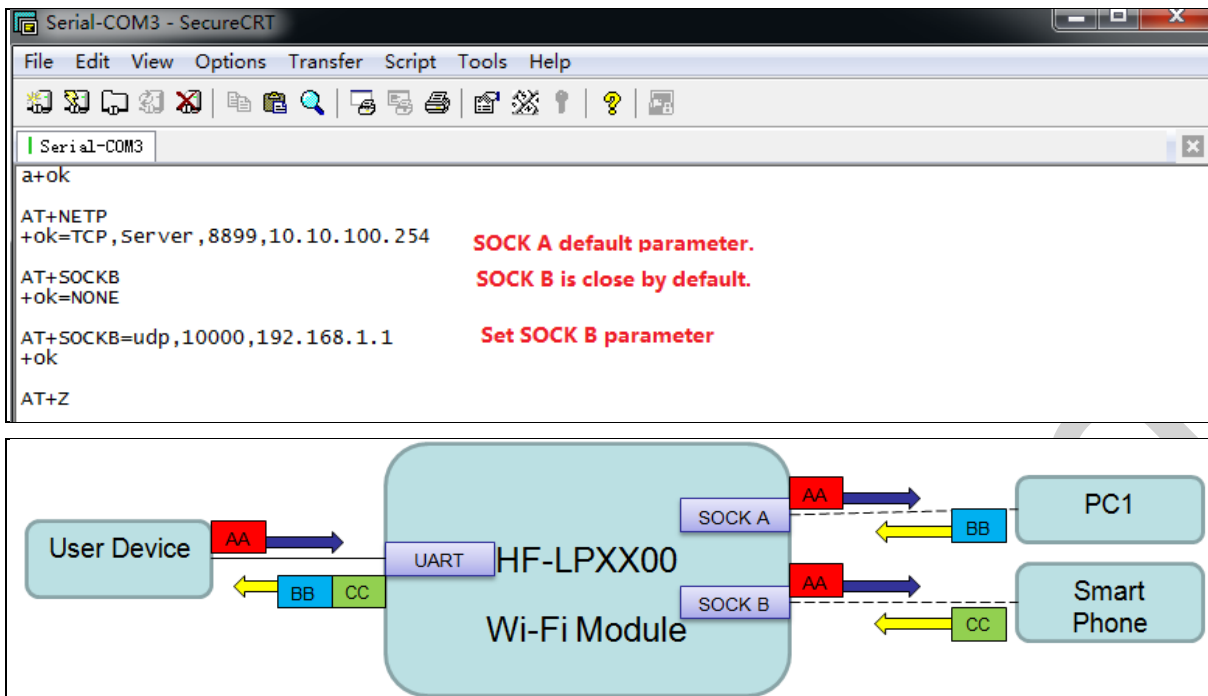 Serial-COM3 - SecureCRT
File Edit View Options Transfer Script Tools Help
Serial-COM3
a+ok
AT+NETP
+ok=TCP,Server,8899,10.10.100.254
SOCK A default parameter.
AT+SOCKB
SOCK B is close by default.
+ok=NONE
AT+SOCKB=udp,10000,192.168.1.1
Set SOCK B parameter
+ok
AT+Z
User Device
AA
BB CC
UART
HF-LPXX00
Wi-Fi Module
SOCK A
AA
BB
PC1
SOCK B
AA
CC
Smart
Phone